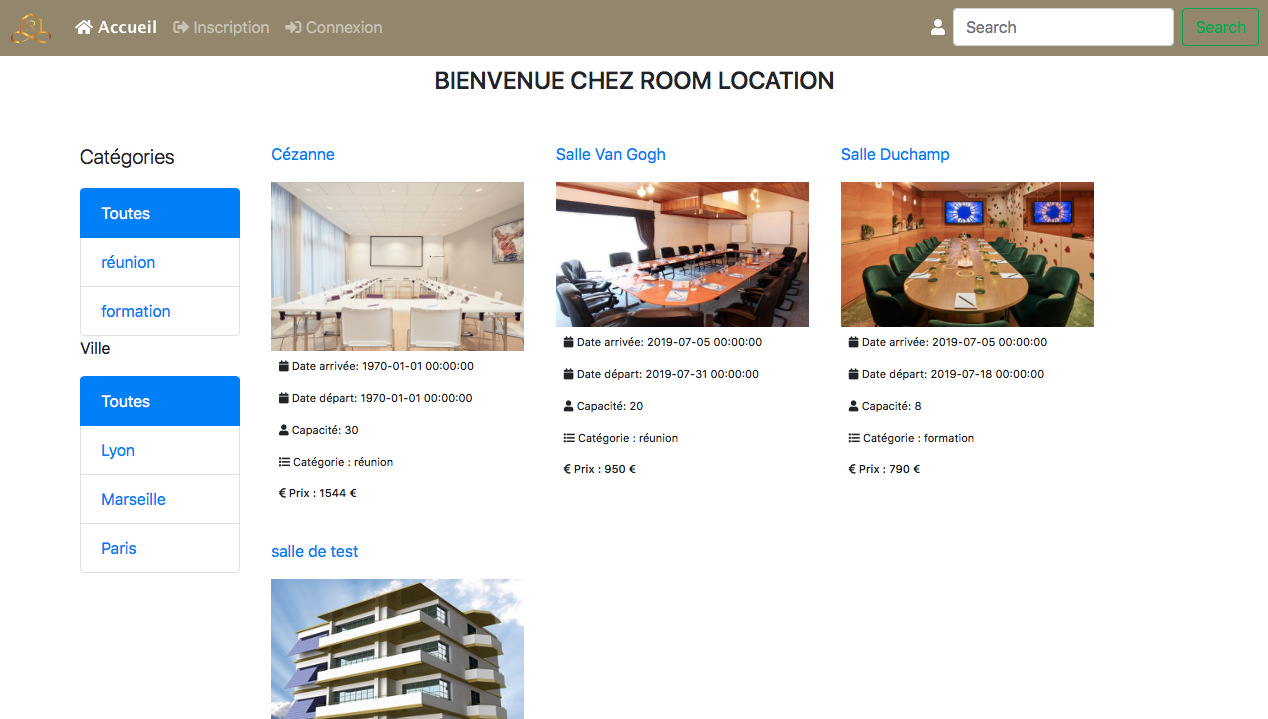 Accueil Inscription Connexion Search Search
BIENVENUE CHEZ ROOM LOCATION
Catégories
Toutes
réunion
formation
Ville
Toutes
Lyon
Marseille
Paris
Cézanne
Date arrivée: 1970-01-01 00:00:00
Date départ: 1970-01-01 00:00:00
Capacité: 30
Catégorie : réunion
€ Prix : 1544 €
Salle Van Gogh
Date arrivée: 2019-07-05 00:00:00
Date départ: 2019-07-31 00:00:00
Capacité: 20
Catégorie : réunion
€ Prix : 950 €
Salle Duchamp
Date arrivée: 2019-07-05 00:00:00
Date départ: 2019-07-18 00:00:00
Capacité: 8
Catégorie : formation
€ Prix : 790 €
salle de test